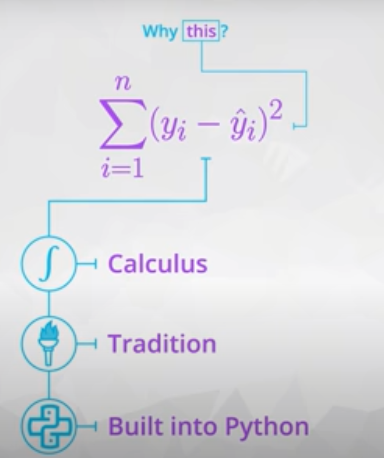 Why this?
n
∑(yᵢ − ŷᵢ)²
i=1
∫
Calculus
Tradition
Built into Python